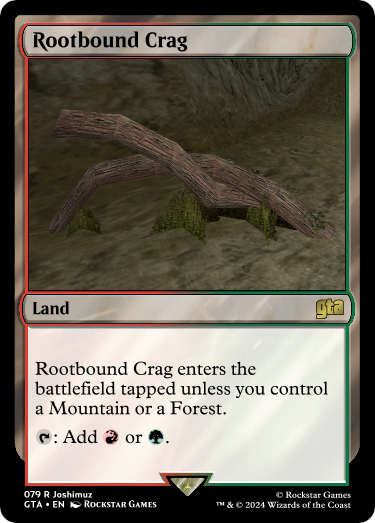 Rootbound Crag
Land
gta
Rootbound Crag enters the
battlefield tapped unless you control
a Mountain or a Forest.
: Add or .
079 R Joshimuz © Rockstar Games
GTA • EN Rockstar Games ™ & © 2024 Wizards of the Coast